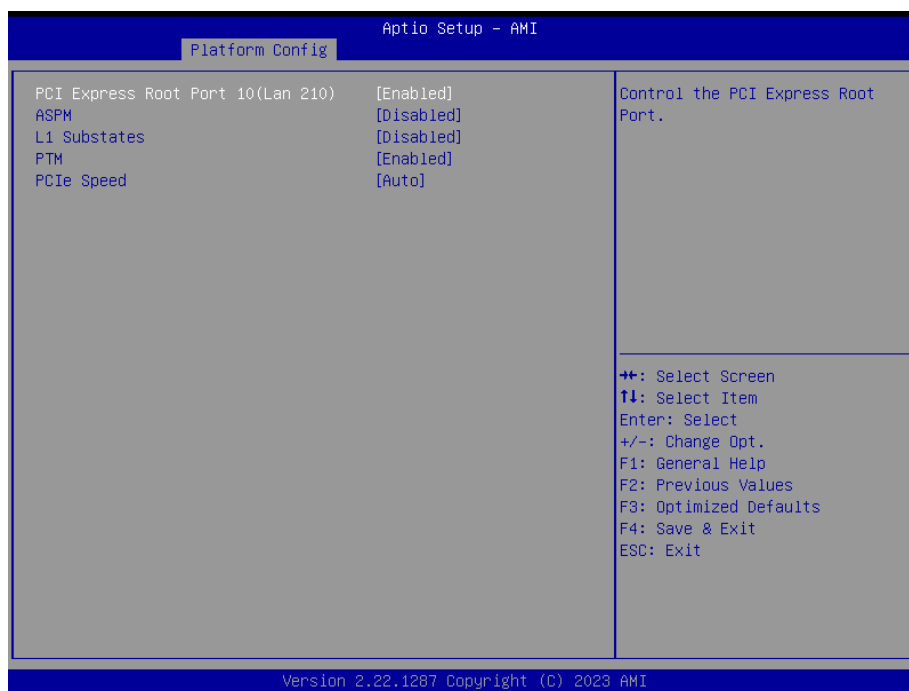 Aptio Setup – AMI
Platform Config
PCI Express Root Port 10(Lan 210) [Enabled]
ASPM [Disabled]
L1 Substates [Disabled]
PTM [Enabled]
PCIe Speed [Auto]
Control the PCI Express Root
Port.
→←: Select Screen
↑↓: Select Item
Enter: Select
+/-: Change Opt.
F1: General Help
F2: Previous Values
F3: Optimized Defaults
F4: Save & Exit
ESC: Exit
Version 2.22.1287 Copyright (C) 2023 AMI